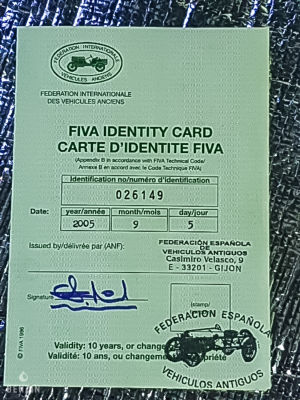 FEDERATION INTERNATIONALE
VEHICULES ANCIENS
FEDERATION INTERNATIONALE
DES VEHICULES ANCIENS
FIVA IDENTITY CARD
CARTE D'IDENTITE FIVA
(Appendix B in accordance with FIVA Technical Code/
Annexe B en accord avec le Code Technique FIVA)
Identification no/numéro d'identification
026149
Date: year/année month/mois day/jour
2005 9 5
Issued by/délivrée par (ANF):
FEDERACIÓN ESPAÑOLA
DE
VEHICULOS ANTIGUOS
Casimiro Velasco, 9
E - 33201 - GIJON
Signature
(stamp/
FEDERACION ESPAÑOLA
VEHICULOS ANTIGUOS
Validity: 10 years, or change
Validité: 10 ans, ou changement propriété
© FIVA 1996